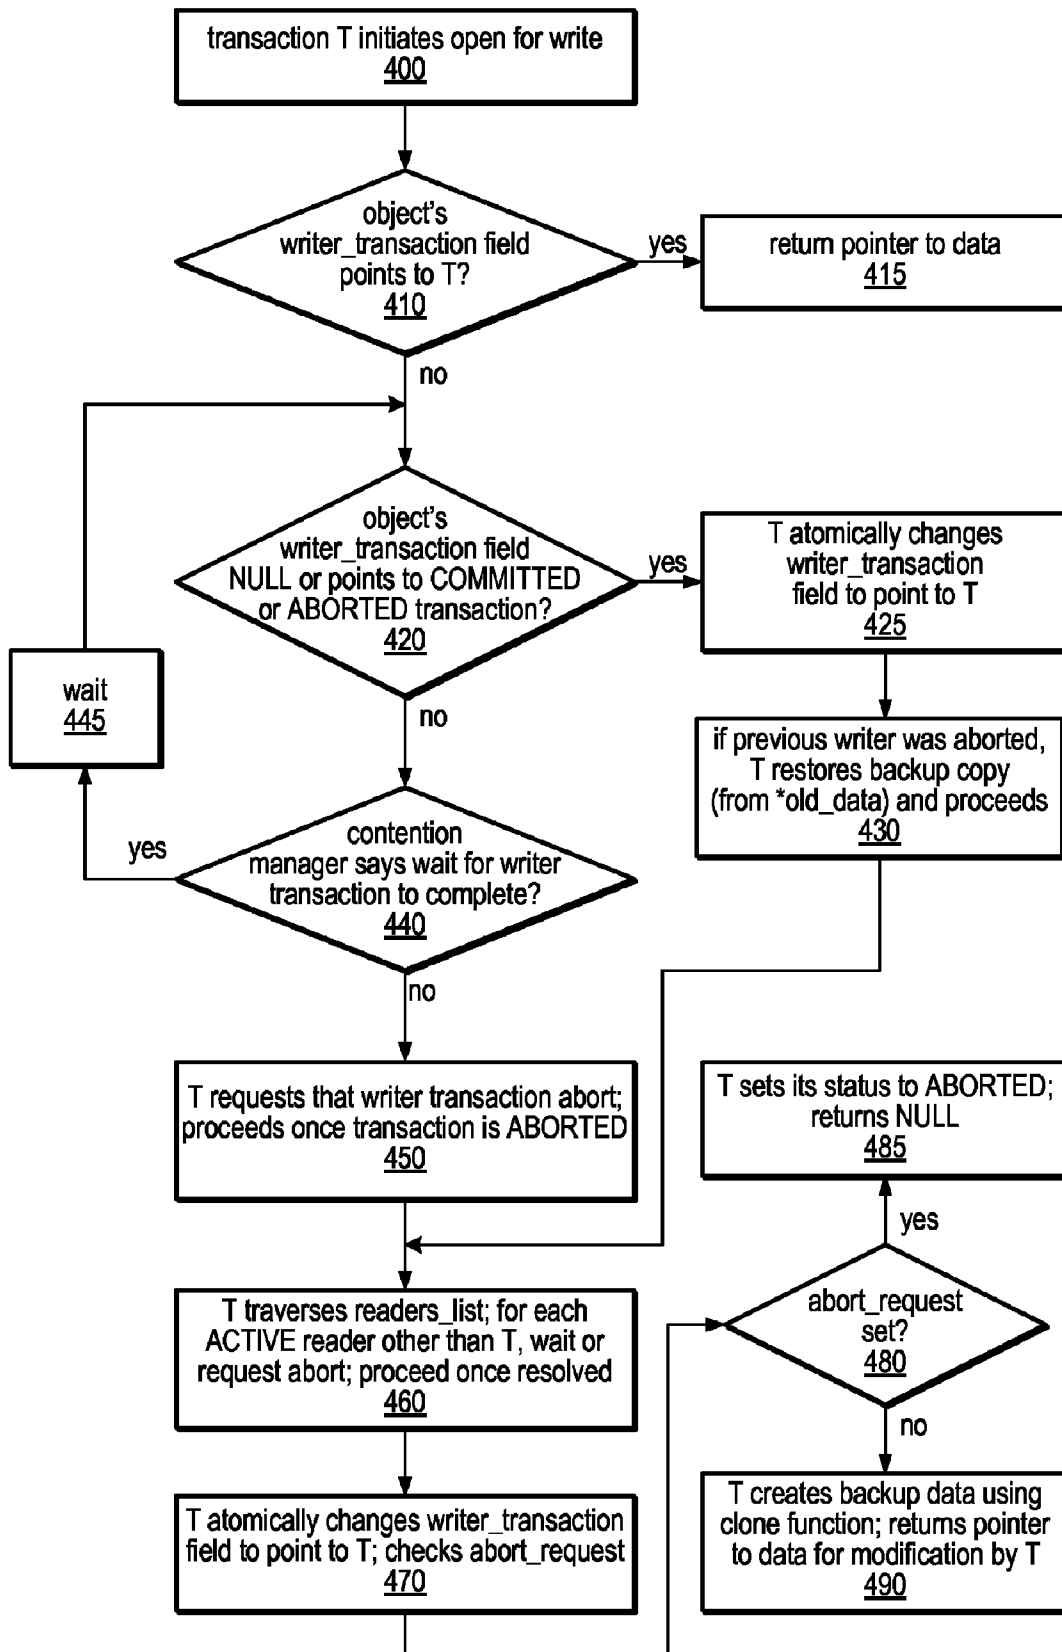 transaction T initiates open for write
400
object's
writer_transaction field
points to T?
410
yes
return pointer to data
415
no
object's
writer_transaction field
NULL or points to COMMITTED
or ABORTED transaction?
420
yes
T atomically changes
writer_transaction
field to point to T
425
wait
445
no
if previous writer was aborted,
T restores backup copy
(from *old_data) and proceeds
430
yes
contention
manager says wait for writer
transaction to complete?
440
no
T requests that writer transaction abort;
proceeds once transaction is ABORTED
450
T sets its status to ABORTED;
returns NULL
485
yes
T traverses readers_list; for each
ACTIVE reader other than T, wait or
request abort; proceed once resolved
460
abort_request
set?
480
no
T atomically changes writer_transaction
field to point to T; checks abort_request
470
T creates backup data using
clone function; returns pointer
to data for modification by T
490